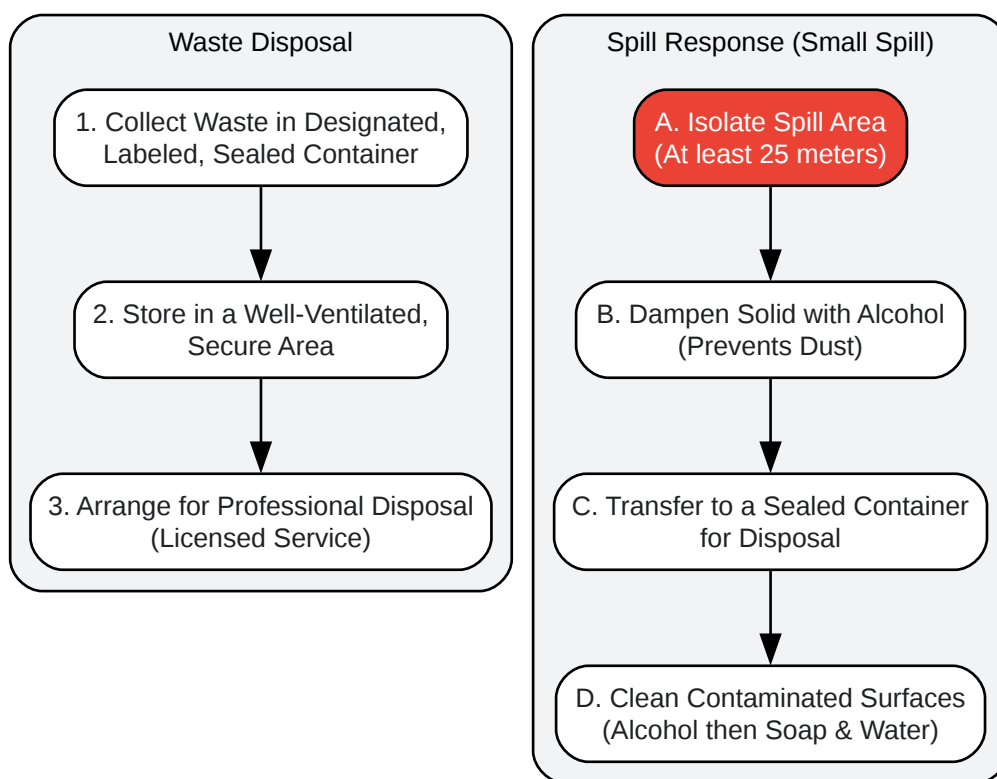 Waste Disposal
1. Collect Waste in Designated,
Labeled, Sealed Container
2. Store in a Well-Ventilated,
Secure Area
3. Arrange for Professional Disposal
(Licensed Service)
Spill Response (Small Spill)
A. Isolate Spill Area
(At least 25 meters)
B. Dampen Solid with Alcohol
(Prevents Dust)
C. Transfer to a Sealed Container
for Disposal
D. Clean Contaminated Surfaces
(Alcohol then Soap & Water)